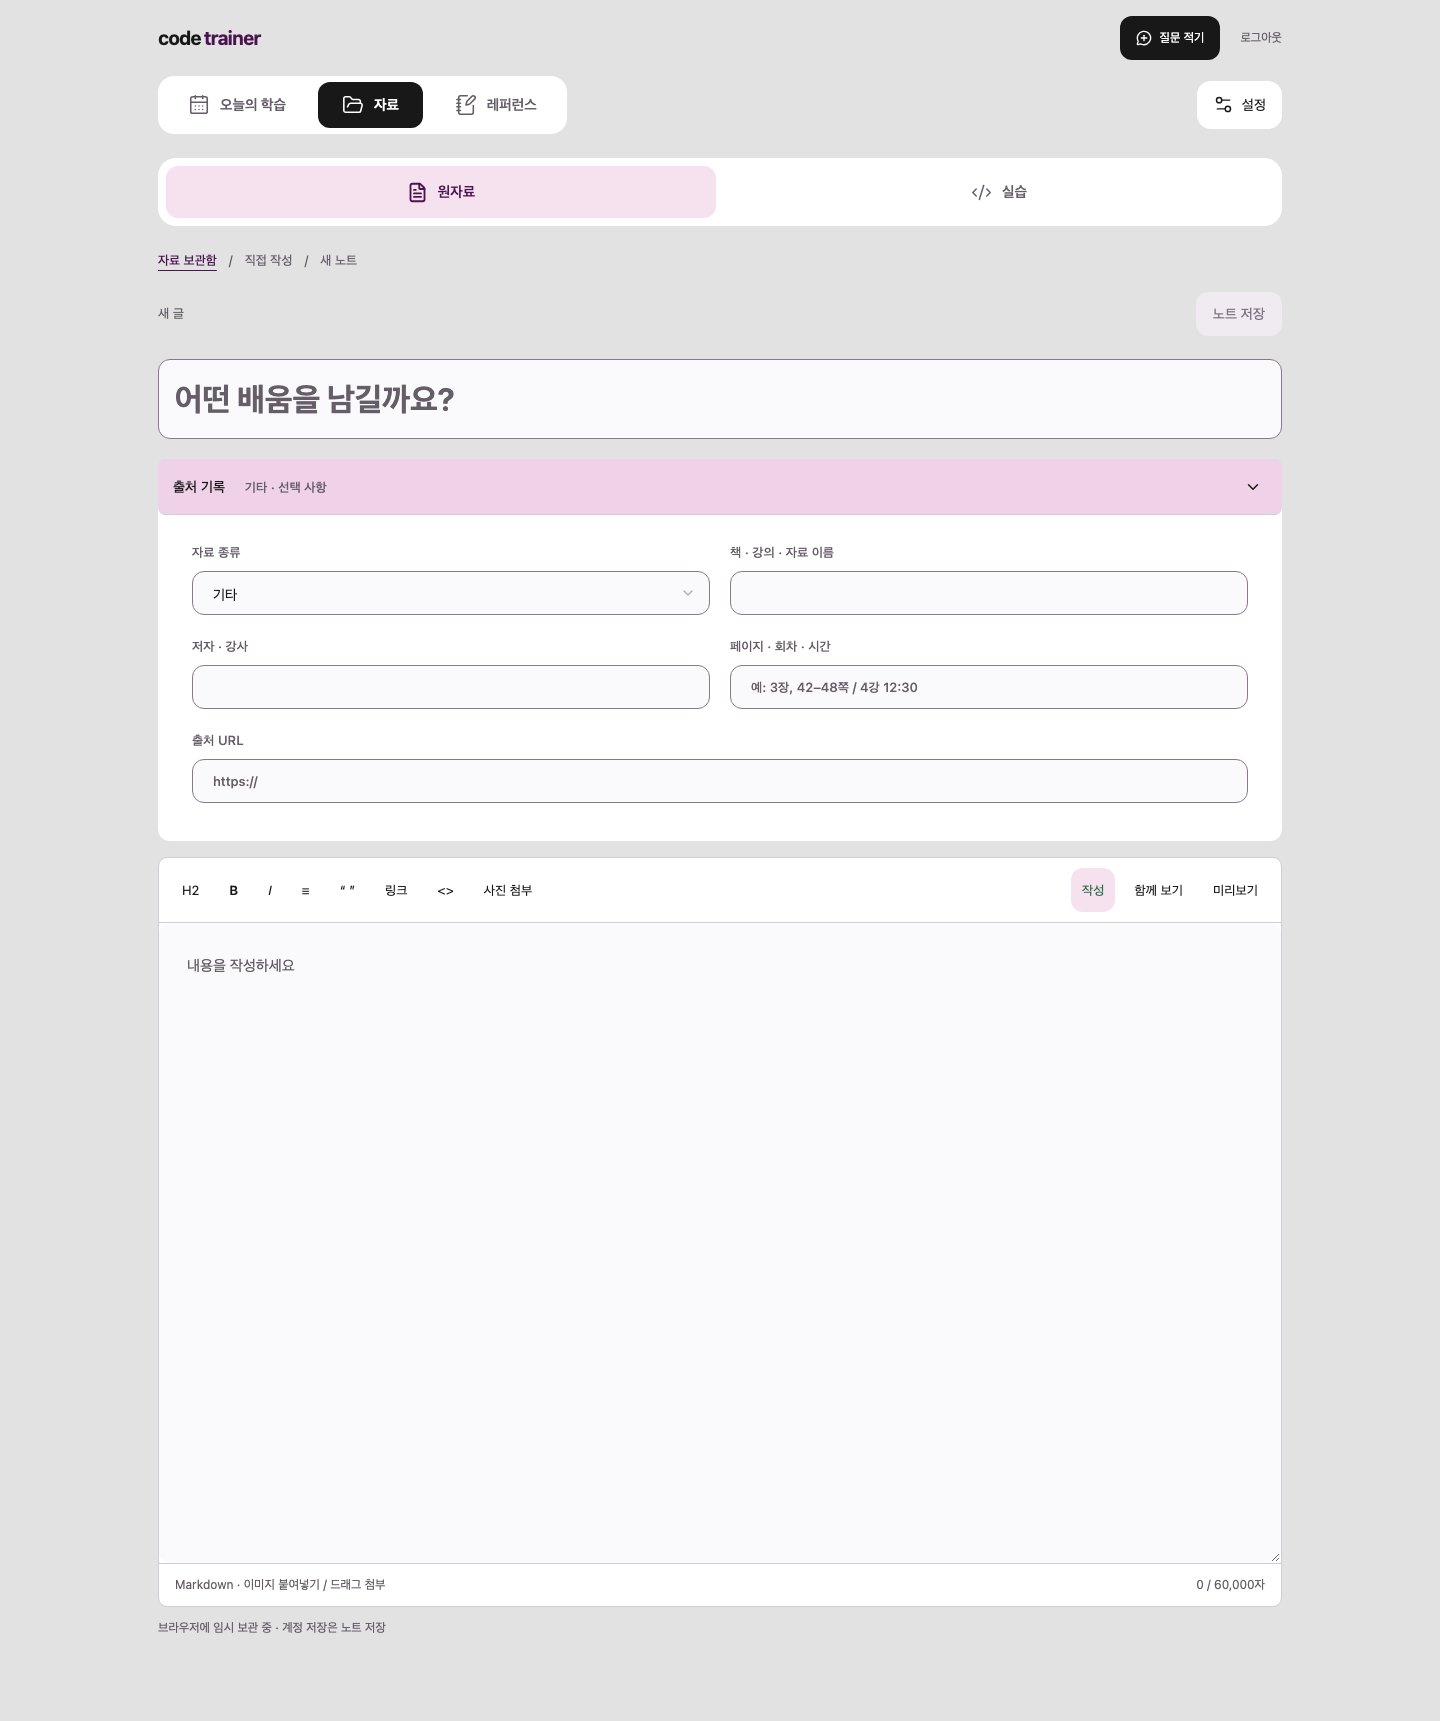 code trainer
질문 적기
로그아웃
오늘의 학습
자료
레퍼런스
설정
원자료
</> 실습
자료 보관함 / 직접 작성 / 새 노트
새 글
노트 저장
어떤 배움을 남길까요?
출처 기록
기타 · 선택 사항
자료 종류
책 · 강의 · 자료 이름
기타
저자 · 강사
페이지 · 회차 · 시간
예: 3장, 42–48쪽 / 4강 12:30
출처 URL
https://
H2 B I ≡ “ ” 링크 <> 사진 첨부
작성 함께 보기 미리보기
내용을 작성하세요
Markdown · 이미지 붙여넣기 / 드래그 첨부
0 / 60,000자
브라우저에 임시 보관 중 · 계정 저장은 노트 저장